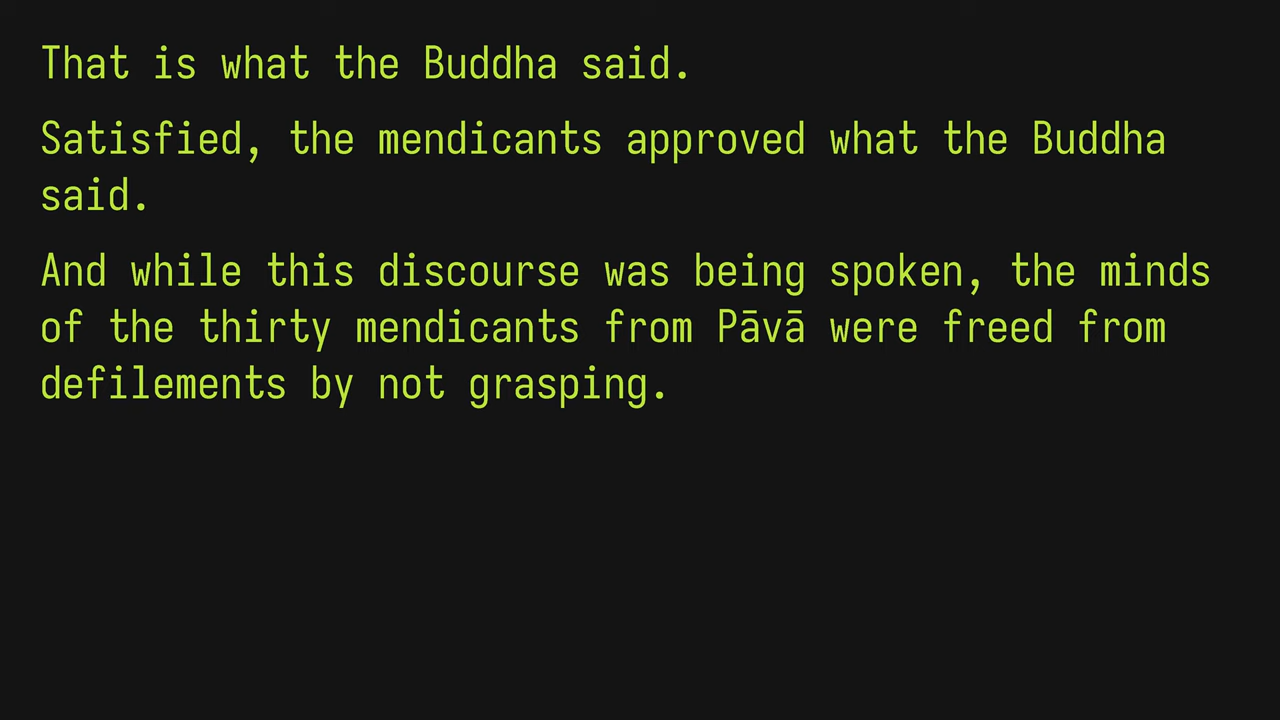 That is what the Buddha said.
Satisfied, the mendicants approved what the Buddha
said.
And while this discourse was being spoken, the minds
of the thirty mendicants from Pāvā were freed from
defilements by not grasping.